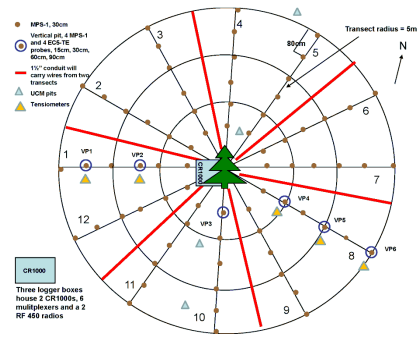 MPS-1, 30cm
Vertical pit, 4 MPS-1
and 4 EC5-TE
probes, 15cm, 30cm,
60cm, 90cm
1½" conduit will
carry wires from two
transects
UCM pits
Tensiometers
80cm
Transect radius = 5m
N
1
2
3
4
5
6
7
8
9
10
11
12
VP1
VP2
VP3
VP4
VP5
VP6
CR1000
CR1000
Three logger boxes
house 2 CR1000s, 6
mulitplexers and a 2
RF 450 radios